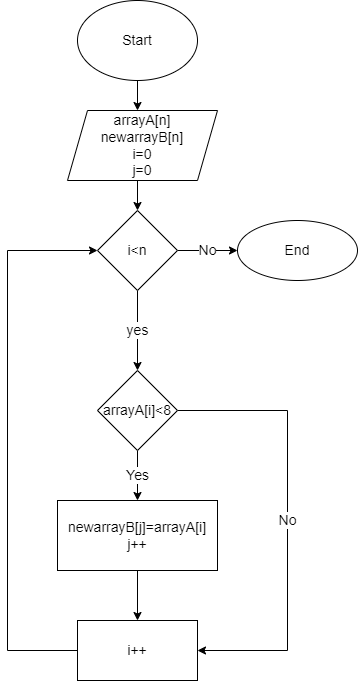 Start
arrayA[n]
newarrayB[n]
i=0
j=0
i<n
No
End
yes
arrayA[i]<8
Yes
No
newarrayB[j]=arrayA[i]
j++
i++